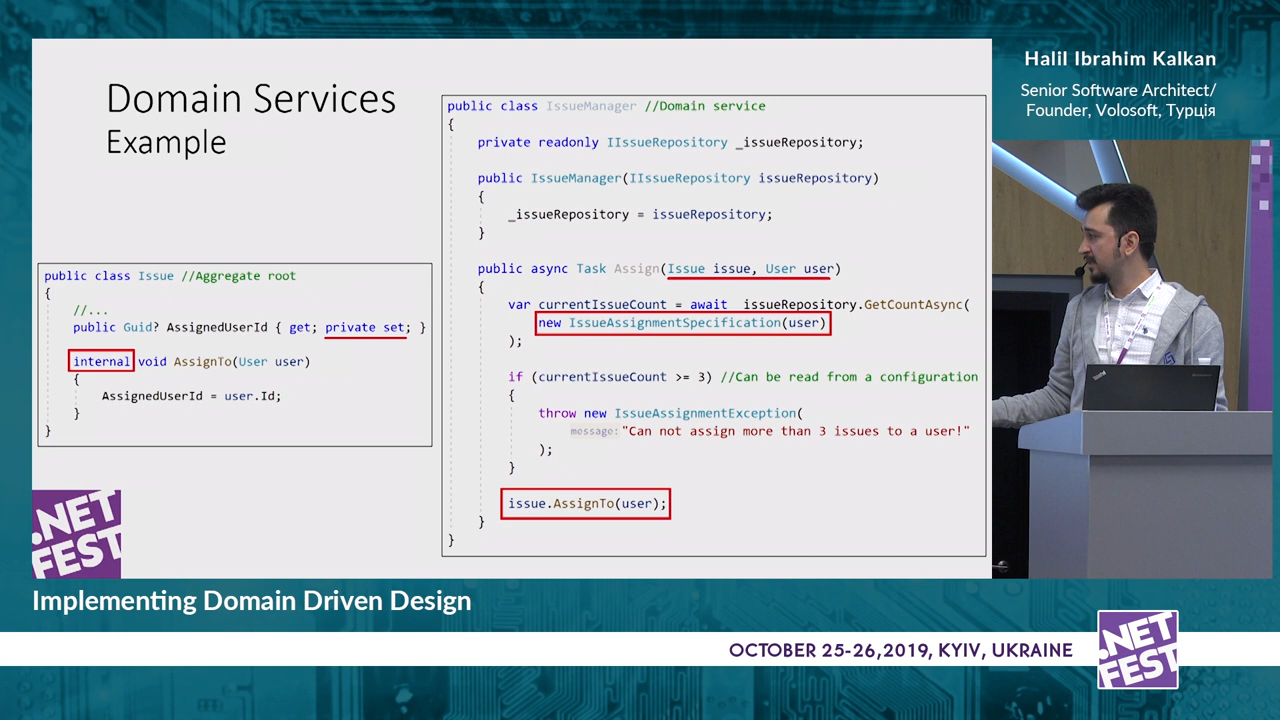 Domain Services
Example
public class Issue //Aggregate root
{
//...
public Guid? AssignedUserId { get; private set; }
internal void AssignTo(User user)
{
AssignedUserId = user.Id;
}
}
public class IssueManager //Domain service
{
private readonly IIssueRepository _issueRepository;
public IssueManager(IIssueRepository issueRepository)
{
_issueRepository = issueRepository;
}
public async Task Assign(Issue issue, User user)
{
var currentIssueCount = await _issueRepository.GetCountAsync(
new IssueAssignmentSpecification(user)
);
if (currentIssueCount >= 3) //Can be read from a configuration
{
throw new IssueAssignmentException(
message: "Can not assign more than 3 issues to a user!"
);
}
issue.AssignTo(user);
}
}
.NET
FEST
Halil Ibrahim Kalkan
Senior Software Architect/
Founder, Volosoft, Турція
ThinkPad
Implementing Domain Driven Design
OCTOBER 25-26,2019, KYIV, UKRAINE
.NET
FEST